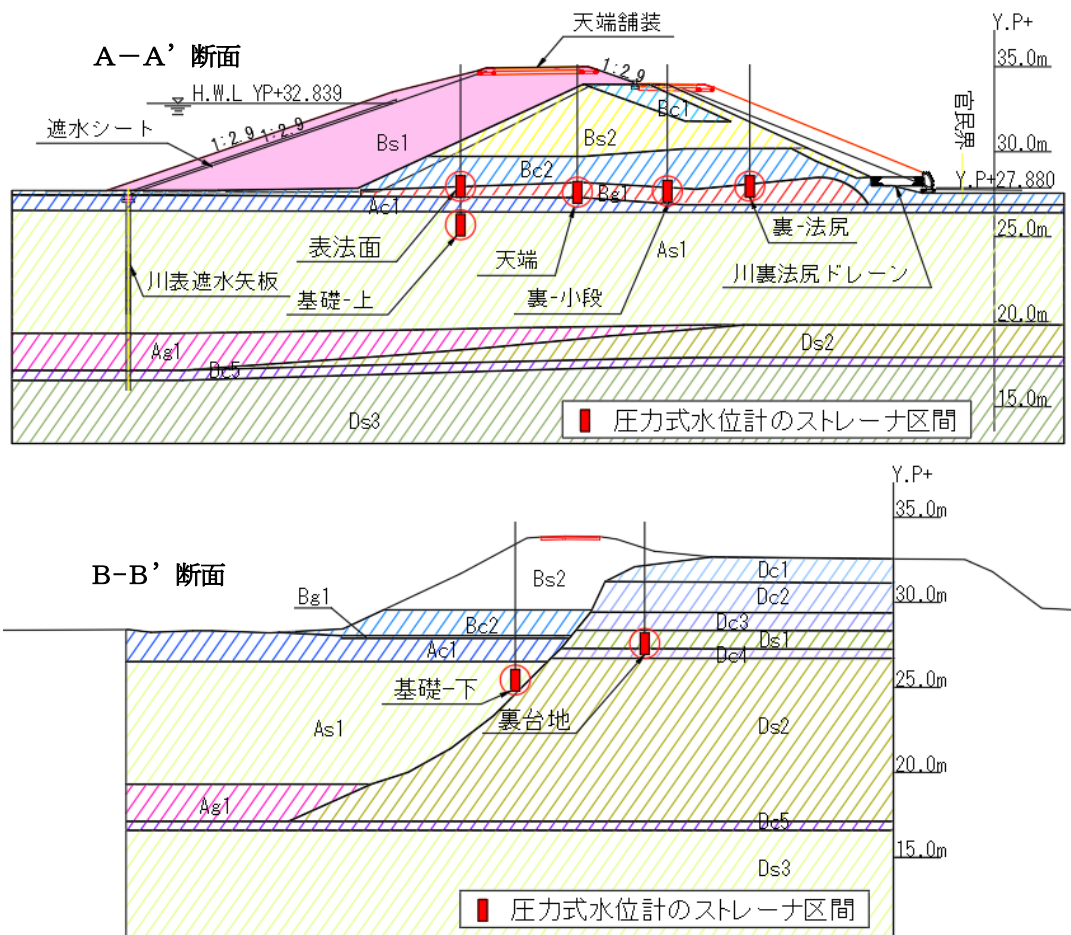 天端舗装
Y.P+
A－A’ 断面
35.0m
1:2.9
H.W.L YP+32.839
遮水シート
1:2.9
1:2.9
Bc1
官民界
Bs1
Bs2
30.0m
Bc2
Y.P+27.880
Bg1
Ac1
表法面
天端
As1
裏-法尻
25.0m
川表遮水矢板
基礎-上
裏-小段
川裏法尻ドレーン
20.0m
Ag1
Ds2
Dc5
15.0m
Ds3
圧力式水位計のストレーナ区間
Y.P+
35.0m
B-B’ 断面
Bs2
Dc1
Bg1
Dc2
30.0m
Bc2
Dc3
Ac1
Ds1
Dc4
基礎-下
25.0m
裏台地
As1
Ds2
20.0m
Ag1
Dc5
15.0m
Ds3
圧力式水位計のストレーナ区間